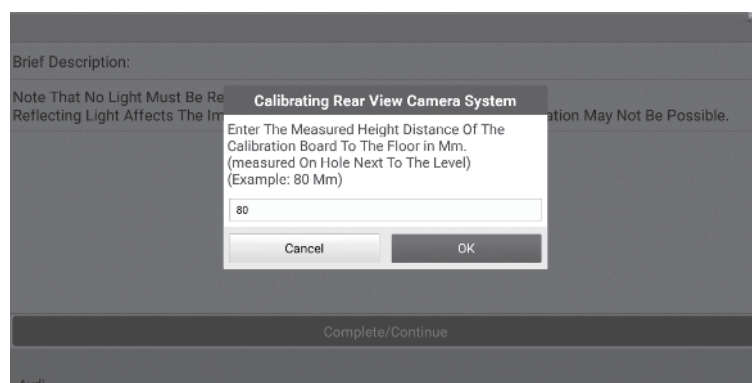 Brief Description:
Note That No Light Must Be Re
Reflecting Light Affects The Im
ation May Not Be Possible.
Calibrating Rear View Camera System
Enter The Measured Height Distance Of The
Calibration Board To The Floor in Mm.
(measured On Hole Next To The Level)
(Example: 80 Mm)
80
Cancel
OK
Complete/Continue